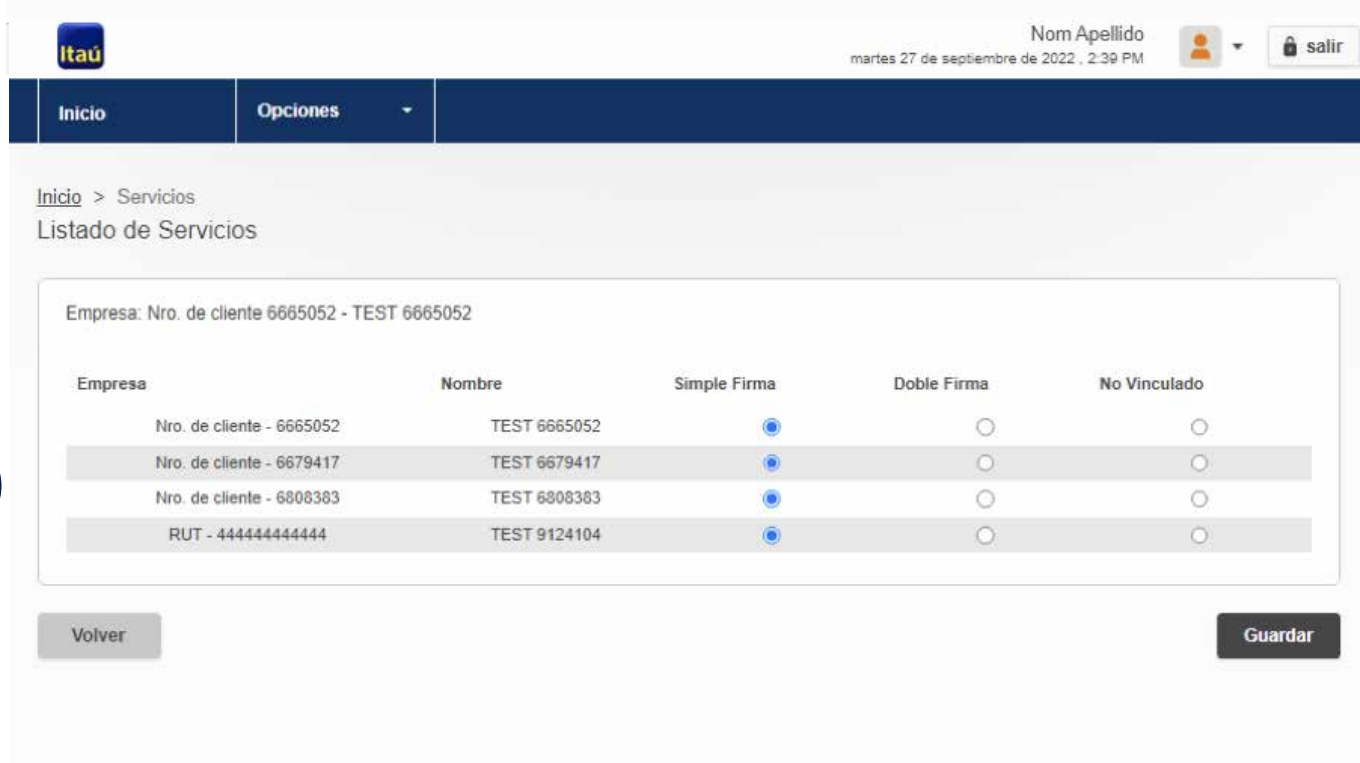 Itaú
Nom Apellido
martes 27 de septiembre de 2022 , 2:39 PM
salir
Inicio
Opciones
Inicio > Servicios
Listado de Servicios
Empresa: Nro. de cliente 6665052 - TEST 6665052
Empresa Nombre Simple Firma Doble Firma No Vinculado
Nro. de cliente - 6665052 TEST 6665052
Nro. de cliente - 6679417 TEST 6679417
Nro. de cliente - 6808383 TEST 6808383
RUT - 444444444444 TEST 9124104
Volver
Guardar